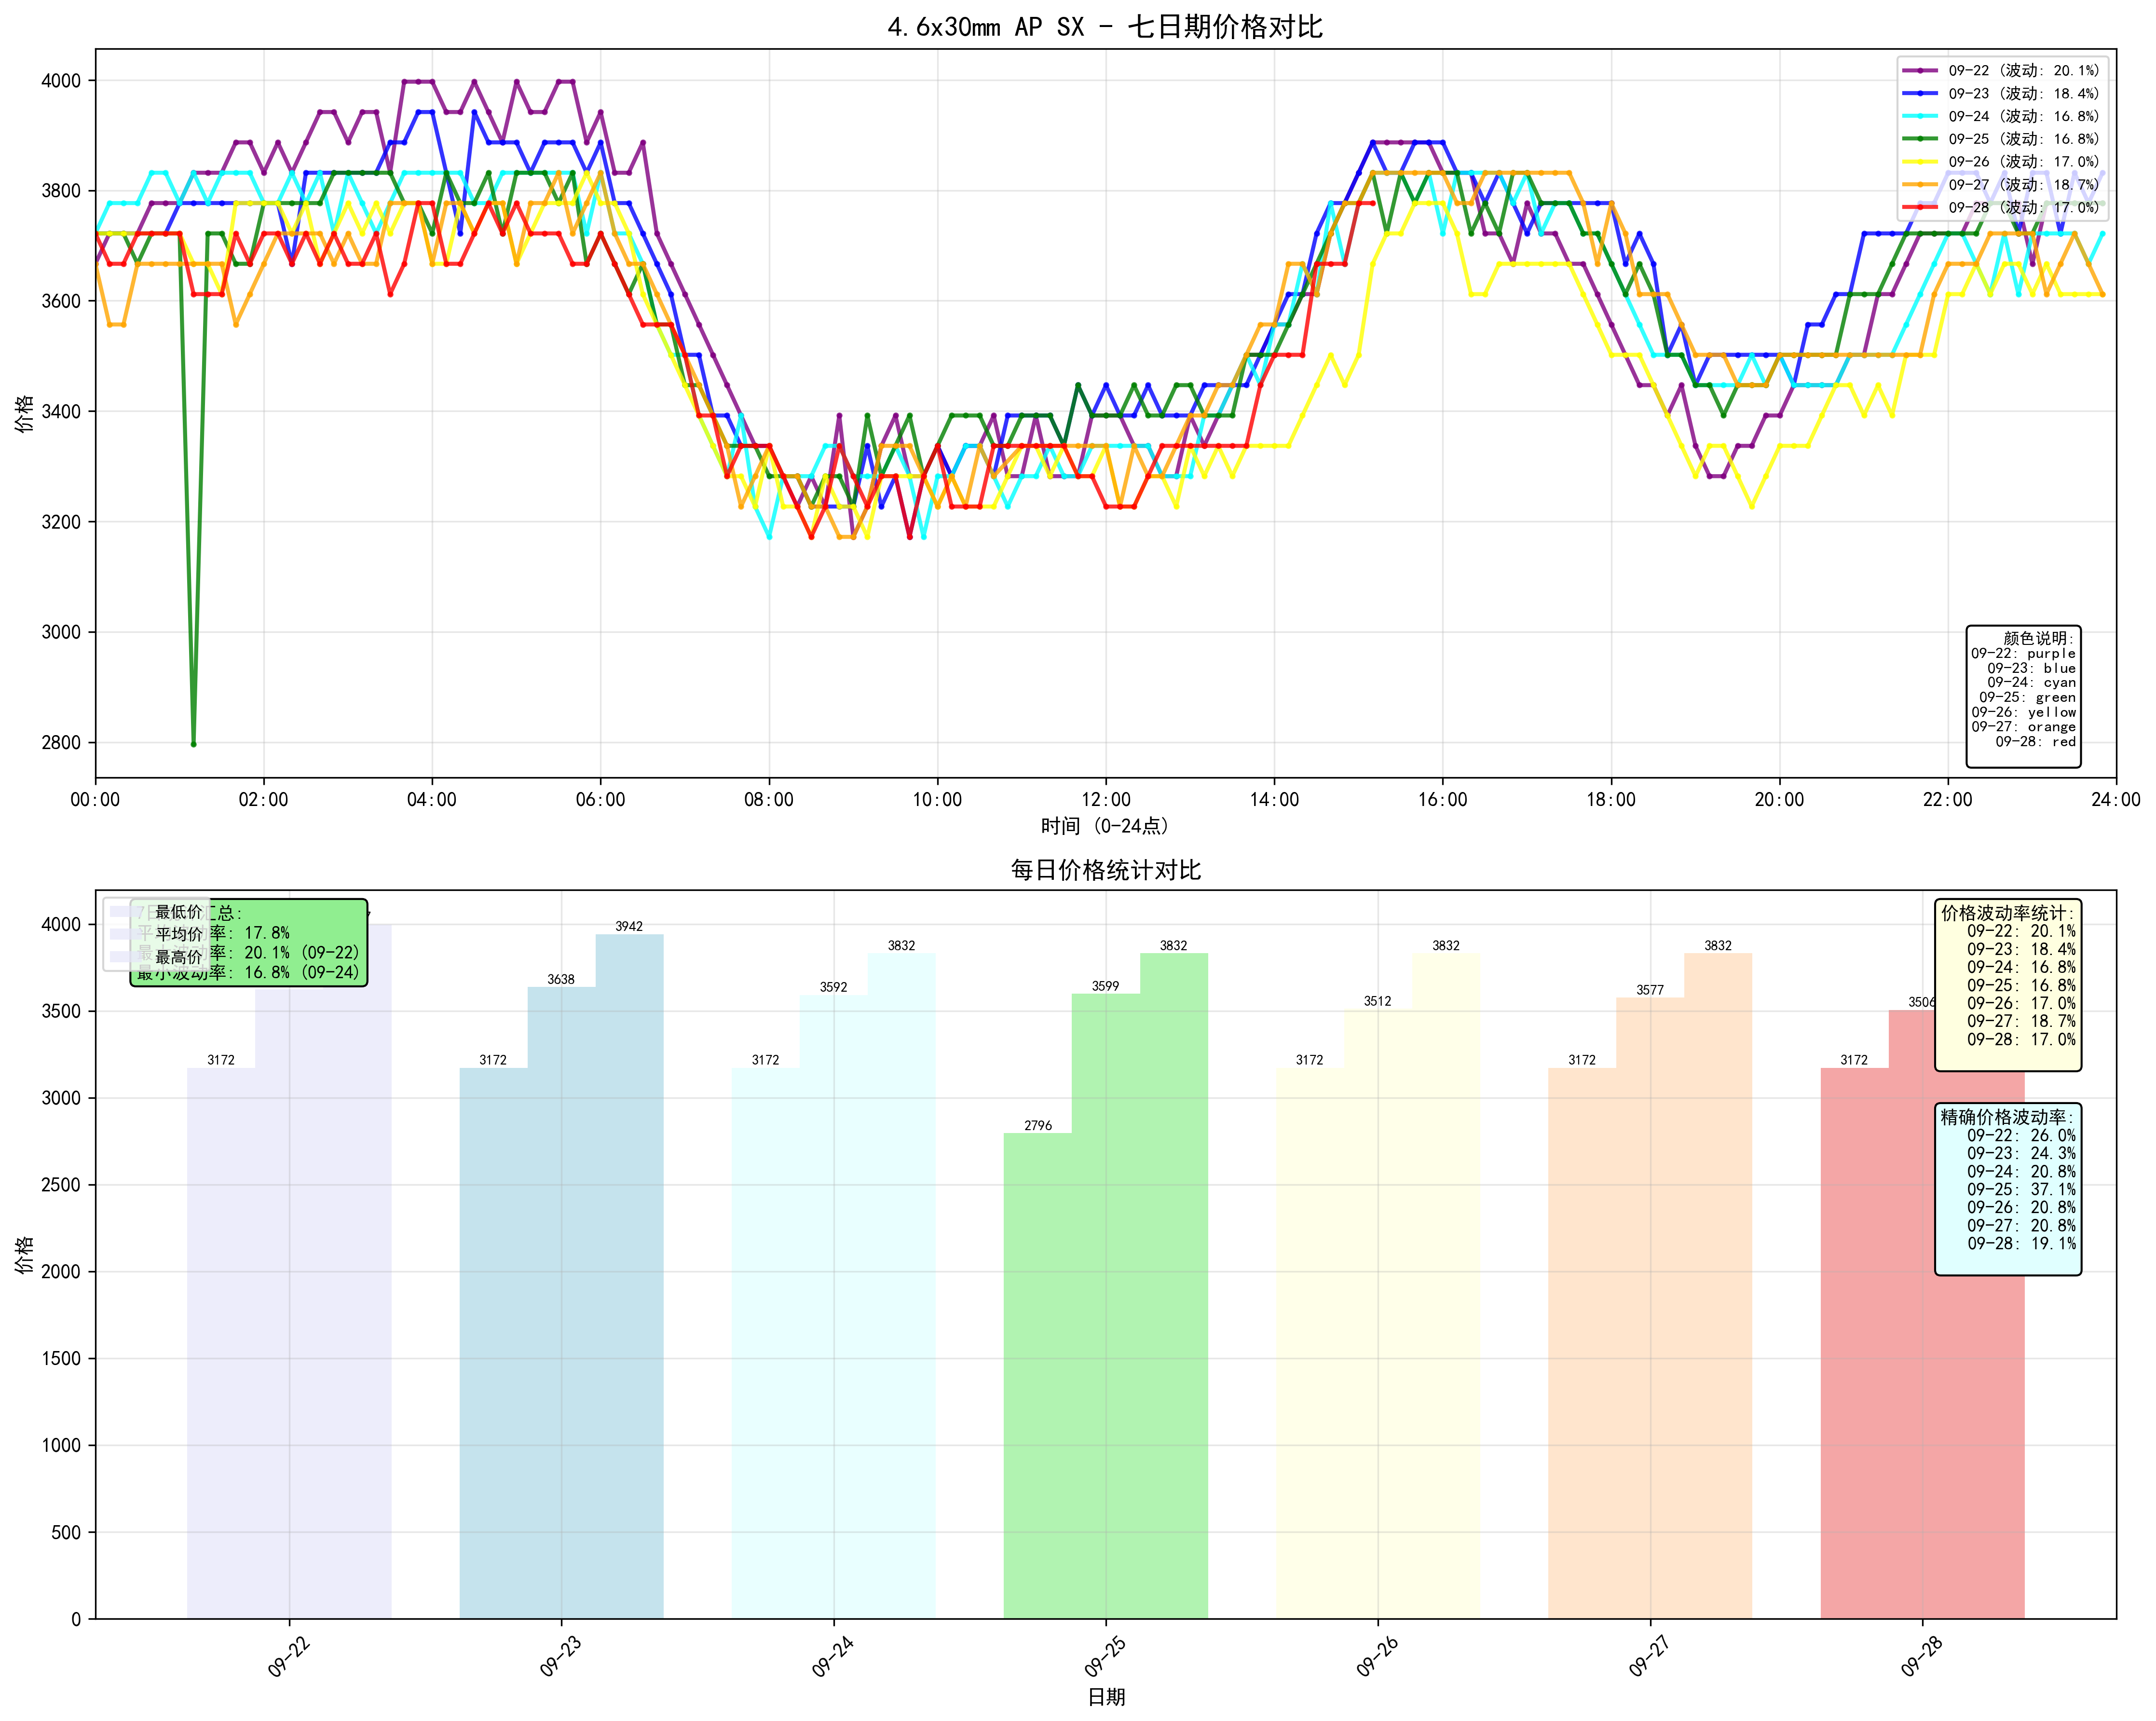 4.6x30mm AP SX - 七日期价格对比
价格
4000
3800
3600
3400
3200
3000
2800
09-22 (波动: 20.1%)
09-23 (波动: 18.4%)
09-24 (波动: 16.8%)
09-25 (波动: 16.8%)
09-26 (波动: 17.0%)
09-27 (波动: 18.7%)
09-28 (波动: 17.0%)
颜色说明:
09-22: purple
09-23: blue
09-24: cyan
09-25: green
09-26: yellow
09-27: orange
09-28: red
00:00 02:00 04:00 06:00 08:00 10:00 12:00 14:00 16:00 18:00 20:00 22:00 24:00
时间 (0-24点)
每日价格统计对比
价格
4000
3500
3000
2500
2000
1500
1000
500
0
最低价
平均价
最高价
汇总:
率: 17.8%
率: 20.1% (09-22)
最小波动率: 16.8% (09-24)
3172
3172 3638 3942
3172 3592 3832
2796 3599 3832
3172 3512 3832
3172 3577 3832
3172 3506
价格波动率统计:
09-22: 20.1%
09-23: 18.4%
09-24: 16.8%
09-25: 16.8%
09-26: 17.0%
09-27: 18.7%
09-28: 17.0%
精确价格波动率:
09-22: 26.0%
09-23: 24.3%
09-24: 20.8%
09-25: 37.1%
09-26: 20.8%
09-27: 20.8%
09-28: 19.1%
09-22 09-23 09-24 09-25 09-26 09-27 09-28
日期